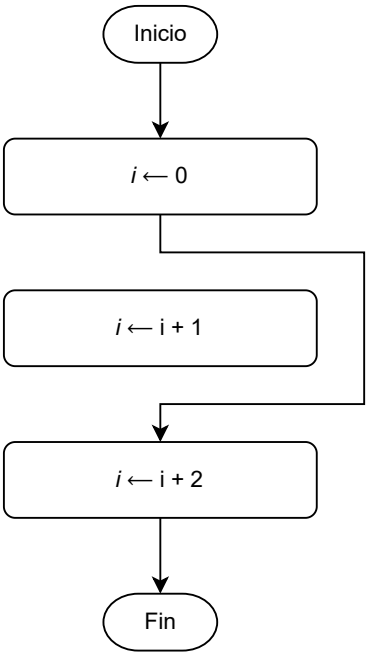 Inicio
i ⟵ 0
i ⟵ i + 1
i ⟵ i + 2
Fin